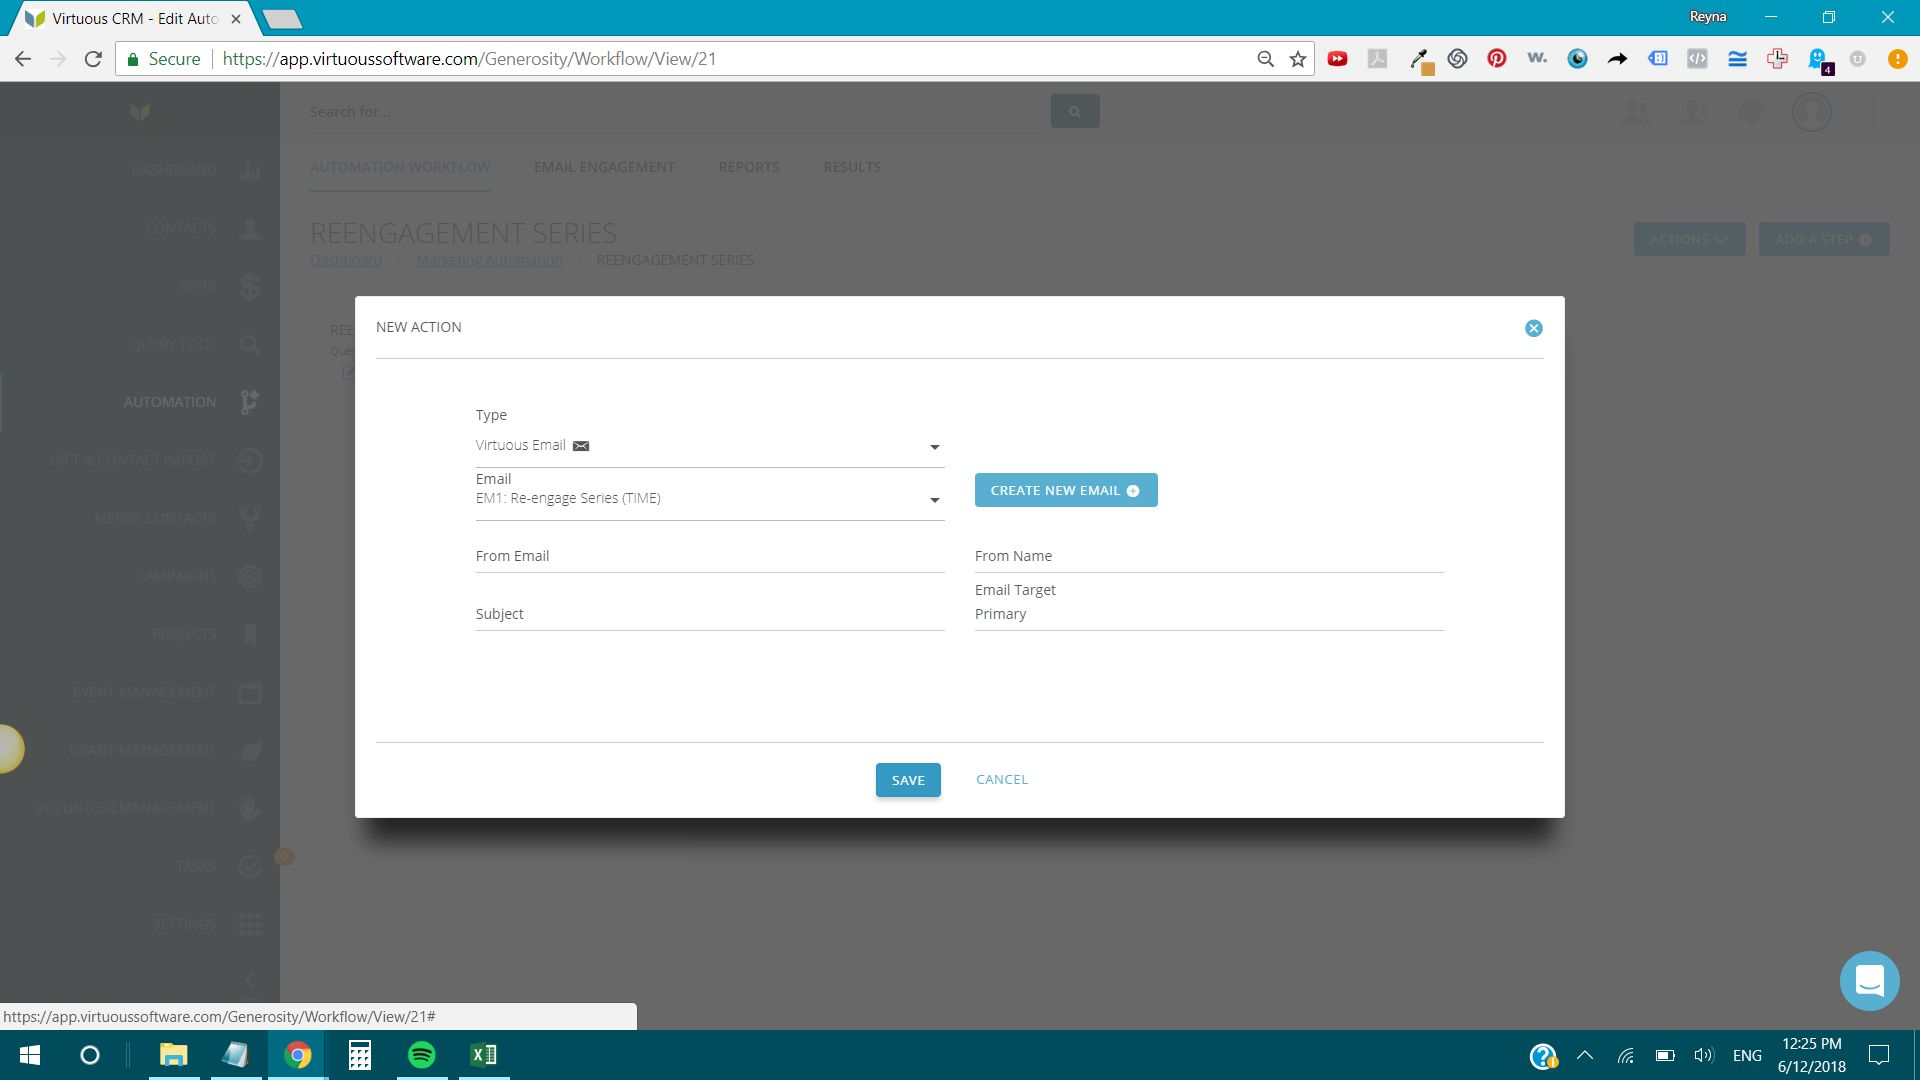 Virtuous CRM - Edit Auto
Reyna
Secure
https://app.virtuoussoftware.com/Generosity/Workflow/View/21
w.
4
Search for...
DASHBOARD
CONTACTS
GIFTS
QUERY TOOL
AUTOMATION
GIFT & CONTACT IMPORT
MERGE CONTACTS
CAMPAIGNS
PROJECTS
EVENT MANAGEMENT
GRANT MANAGEMENT
VOLUNTEER MANAGEMENT
TASKS
0
SETTINGS
AUTOMATION WORKFLOW EMAIL ENGAGEMENT REPORTS RESULTS
REENGAGEMENT SERIES
ACTIONS
ADD A STEP
Dashboard / Marketing Automation / REENGAGEMENT SERIES
REE
Quer
NEW ACTION
Type
Virtuous Email
Email
EM1: Re-engage Series (TIME)
CREATE NEW EMAIL
From Email
From Name
Email Target
Subject
Primary
SAVE
CANCEL
https://app.virtuoussoftware.com/Generosity/Workflow/View/21#
ENG
12:25 PM
6/12/2018